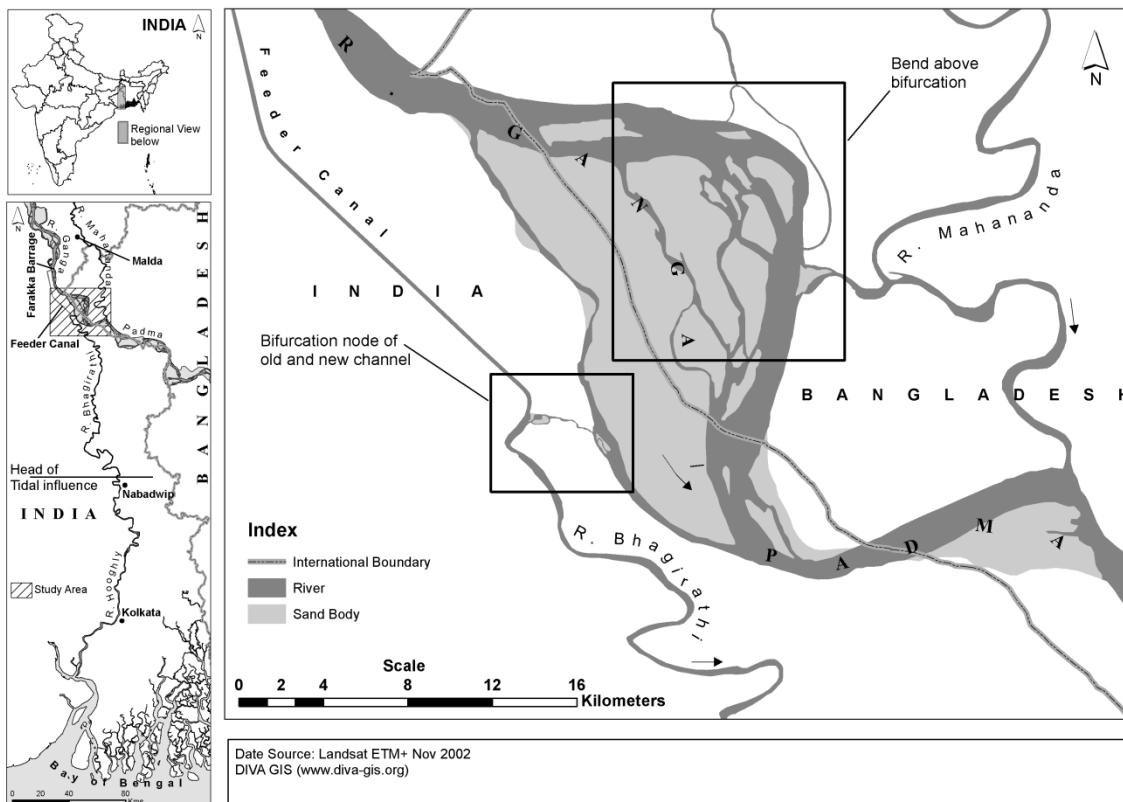 INDIA
N
Regional View
below
N
R. Ganga
R. Mahananda
Malda
Farakka Barrage
Feeder Canal
Padma
BANGLADESH
R. Bhagirathi
Head of
Tidal influence
Nabadwip
INDIA
Study Area
R. Hooghly
Kolkata
Bay of Bengal
0 20 40 80
Kms
R. GANGA
Feeder Canal
Bend above
bifurcation
N
R. Mahananda
INDIA
Bifurcation node of
old and new channel
BANGLADESH
R. Bhagirathi
PADMA
Index
International Boundary
River
Sand Body
Scale
0 2 4 8 12 16
Kilometers
Date Source: Landsat ETM+ Nov 2002
DIVA GIS (www.diva-gis.org)